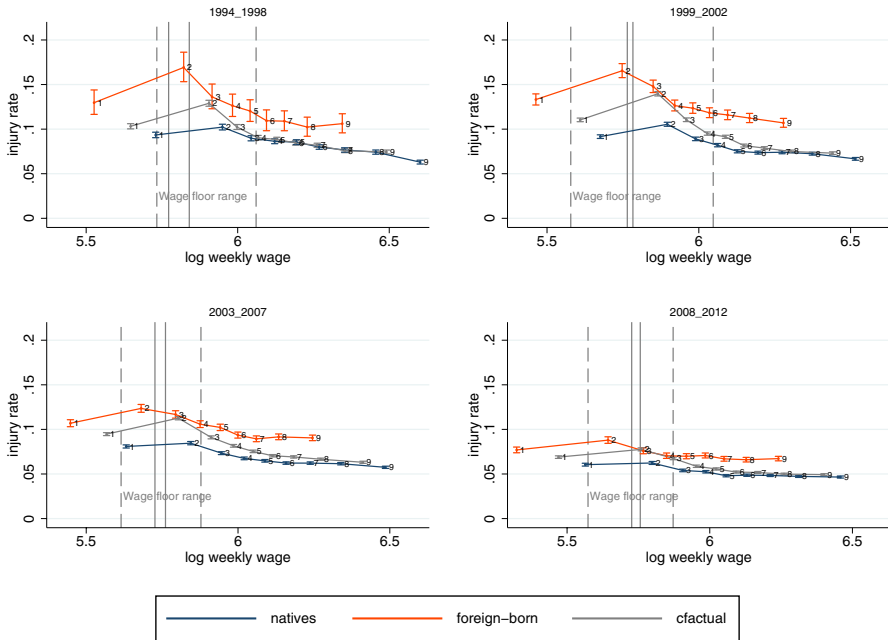 1994_1998
1999_2002
injury rate
0 .05 .1 .15 .2
Wage floor range
5.5 6 6.5
log weekly wage
injury rate
0 .05 .1 .15 .2
Wage floor range
5.5 6 6.5
log weekly wage
2003_2007
2008_2012
injury rate
0 .05 .1 .15 .2
Wage floor range
5.5 6 6.5
log weekly wage
injury rate
0 .05 .1 .15 .2
Wage floor range
5.5 6 6.5
log weekly wage
natives foreign−born cfactual